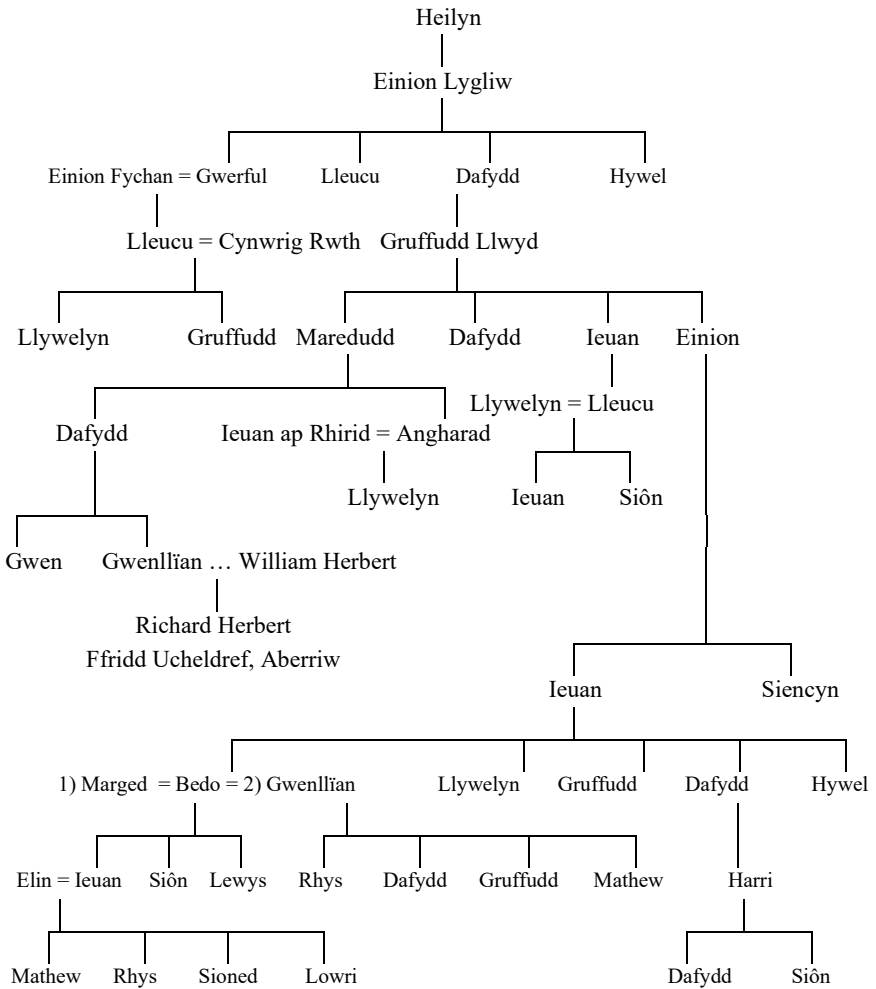 Heilyn
Einion Lygliw
Einion Fychan = Gwerful Lleucu Dafydd Hywel
Lleucu = Cynwrig Rwth Gruffudd Llwyd
Llywelyn Gruffudd Maredudd Dafydd Ieuan Einion
Llywelyn = Lleucu
Dafydd Ieuan ap Rhirid = Angharad
Llywelyn Ieuan Siôn
Gwen Gwenllïan … William Herbert
Richard Herbert
Ffridd Ucheldref, Aberriw
Ieuan Siencyn
1) Marged = Bedo = 2) Gwenllïan Llywelyn Gruffudd Dafydd Hywel
Elin = Ieuan Siôn Lewys Rhys Dafydd Gruffudd Mathew Harri
Mathew Rhys Sioned Lowri Dafydd Siôn